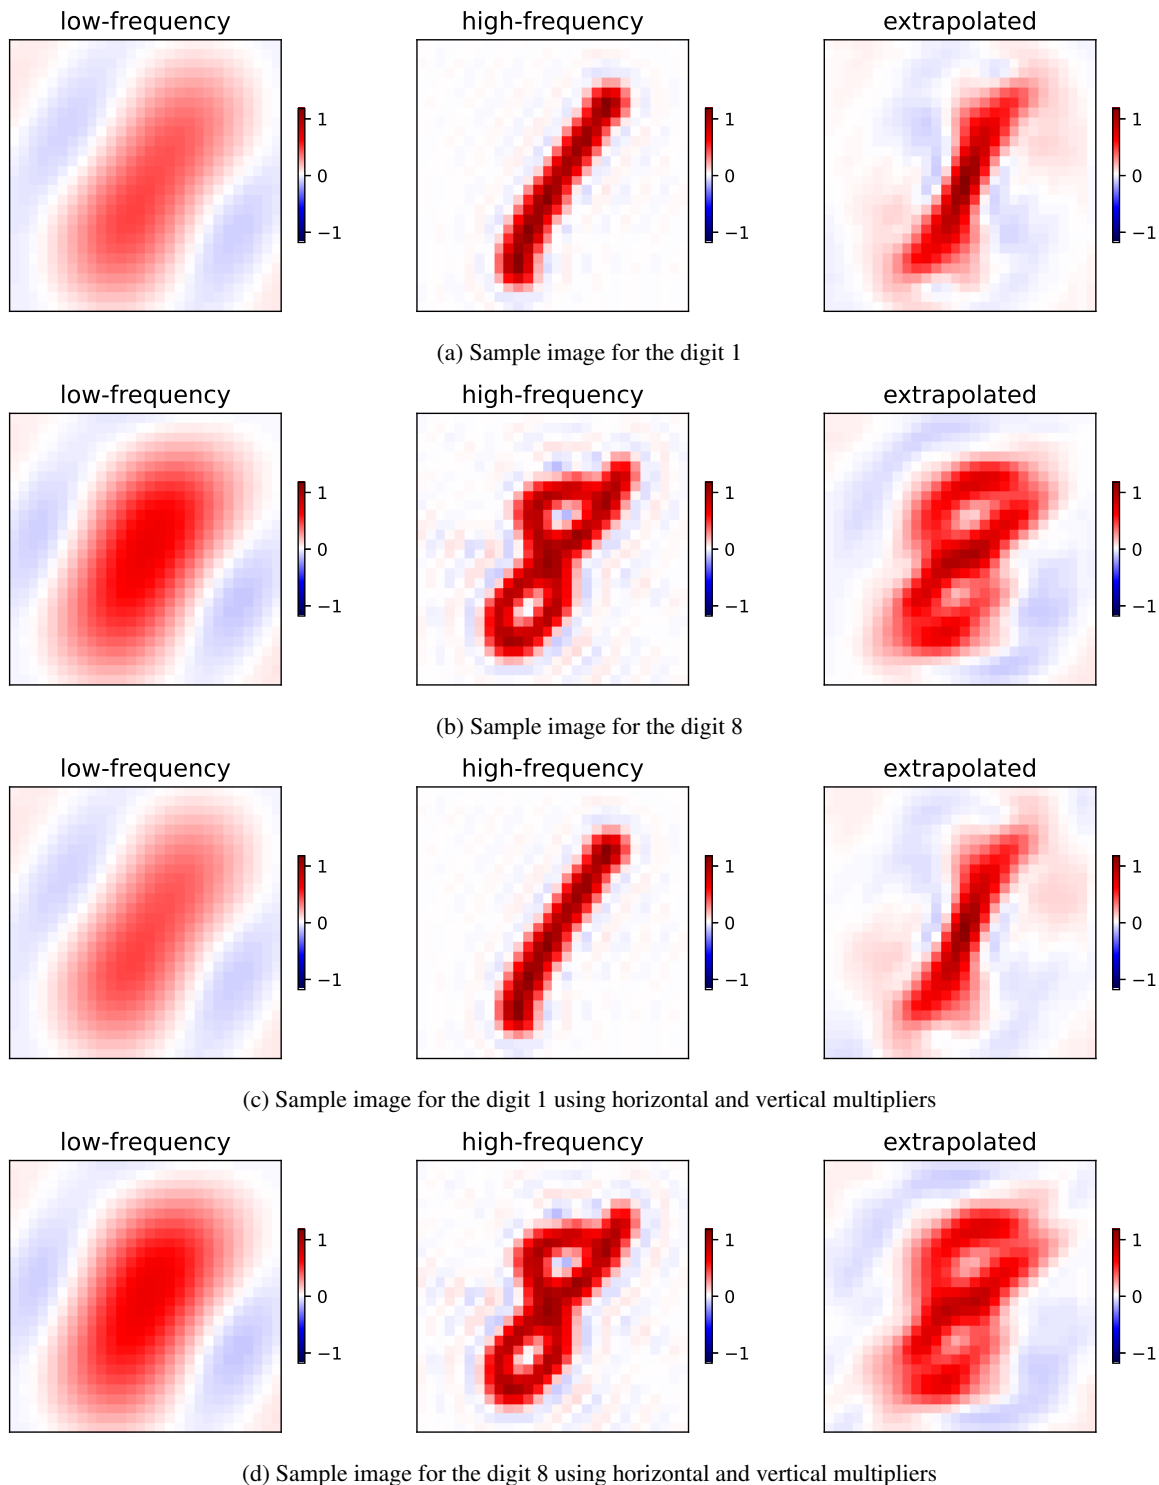 low-frequency high-frequency extrapolated
1 1 1
0 0 0
−1 −1 −1
(a) Sample image for the digit 1
low-frequency high-frequency extrapolated
1 1 1
0 0 0
−1 −1 −1
(b) Sample image for the digit 8
low-frequency high-frequency extrapolated
1 1 1
0 0 0
−1 −1 −1
(c) Sample image for the digit 1 using horizontal and vertical multipliers
low-frequency high-frequency extrapolated
1 1 1
0 0 0
−1 −1 −1
(d) Sample image for the digit 8 using horizontal and vertical multipliers